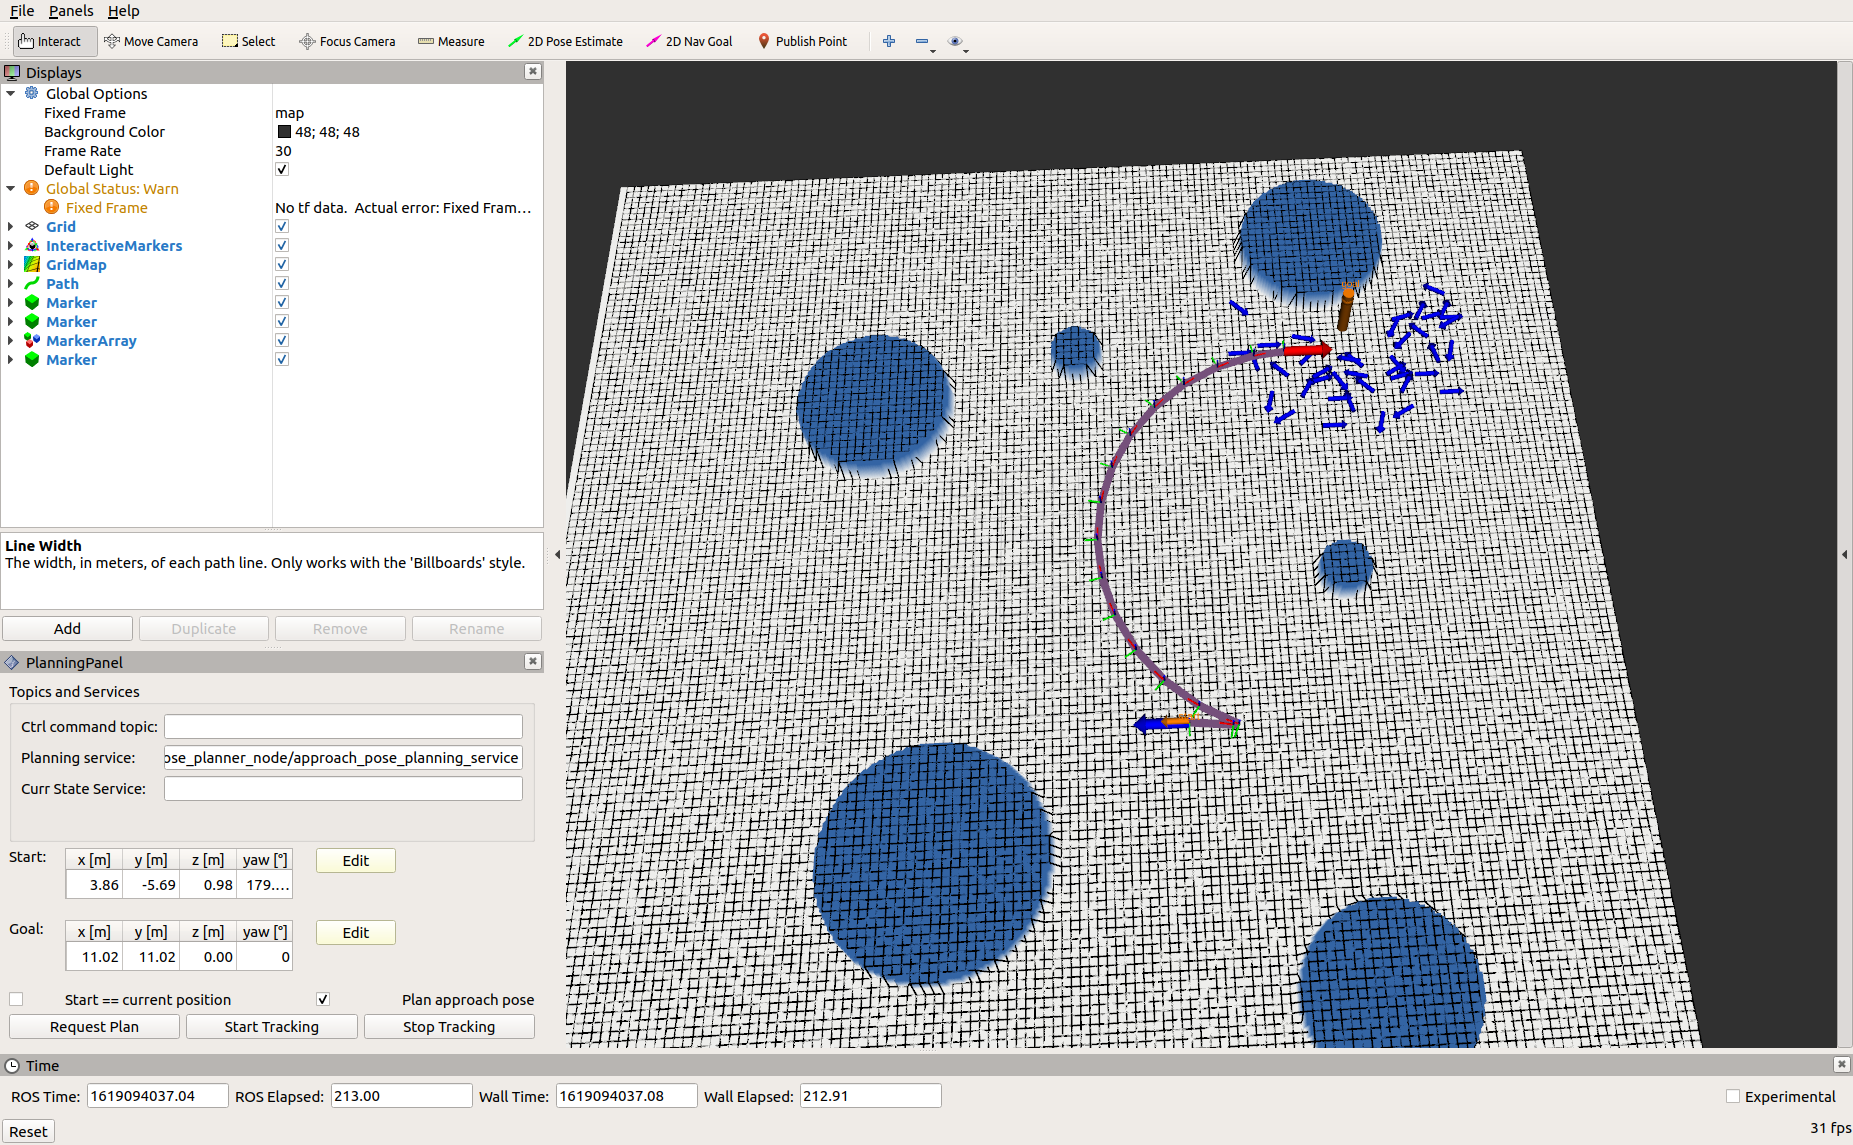 File Panels Help
Interact Move Camera Select Focus Camera Measure 2D Pose Estimate 2D Nav Goal Publish Point
Displays
Global Options
Fixed Frame map
Background Color 48; 48; 48
Frame Rate 30
Default Light
Global Status: Warn
Fixed Frame No tf data. Actual error: Fixed Fram...
Grid
InteractiveMarkers
GridMap
Path
Marker
Marker
MarkerArray
Marker
Line Width
The width, in meters, of each path line. Only works with the 'Billboards' style.
Add Duplicate Remove Rename
PlanningPanel
Topics and Services
Ctrl command topic:
Planning service: ose_planner_node/approach_pose_planning_service
Curr State Service:
Start: x [m] y [m] z [m] yaw [°] Edit
3.86 -5.69 0.98 179....
Goal: x [m] y [m] z [m] yaw [°] Edit
11.02 11.02 0.00 0
Start == current position Plan approach pose
Request Plan Start Tracking Stop Tracking
Time
ROS Time: 1619094037.04 ROS Elapsed: 213.00 Wall Time: 1619094037.08 Wall Elapsed: 212.91 Experimental
Reset 31 fps